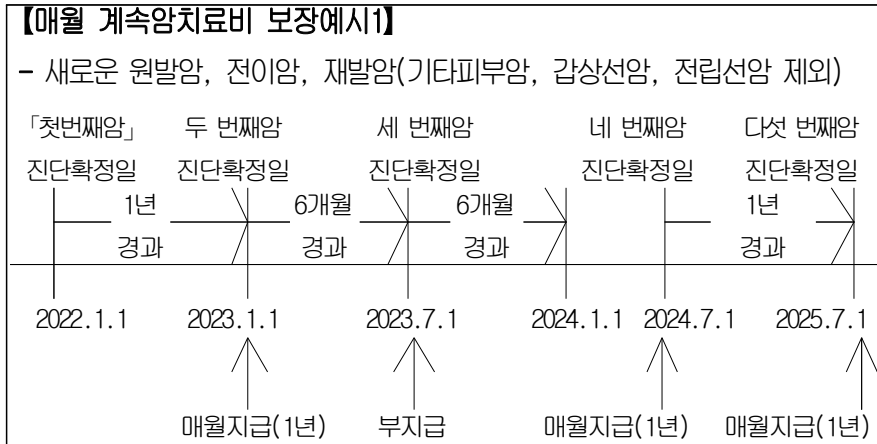 【매월 계속암치료비 보장예시1】
- 새로운 원발암, 전이암, 재발암(기타피부암, 갑상선암, 전립선암 제외)
「첫번째암」 두 번째암 세 번째암 네 번째암 다섯 번째암
진단확정일 진단확정일 진단확정일 진단확정일 진단확정일
1년 6개월 6개월 1년
경과 경과 경과 경과
2022.1.1 2023.1.1 2023.7.1 2024.1.1 2024.7.1 2025.7.1
매월지급(1년) 부지급 매월지급(1년) 매월지급(1년)